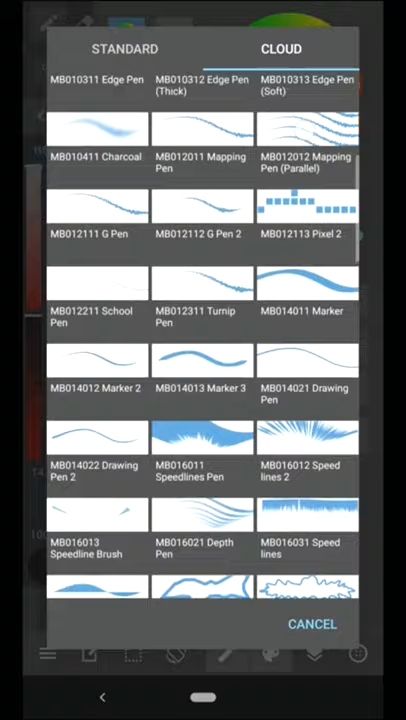 STANDARD CLOUD
MB010311 Edge Pen
MB010312 Edge Pen
(Thick)
MB010313 Edge Pen
(Soft)
MB010411 Charcoal
MB012011 Mapping
Pen
MB012012 Mapping
Pen (Parallel)
MB012111 G Pen
MB012112 G Pen 2
MB012113 Pixel 2
MB012211 School
Pen
MB012311 Turnip
Pen
MB014011 Marker
MB014012 Marker 2
MB014013 Marker 3
MB014021 Drawing
Pen
MB014022 Drawing
Pen 2
MB016011
Speedlines Pen
MB016012 Speed
lines 2
MB016013
Speedline Brush
MB016021 Depth
Pen
MB016031 Speed
lines
CANCEL